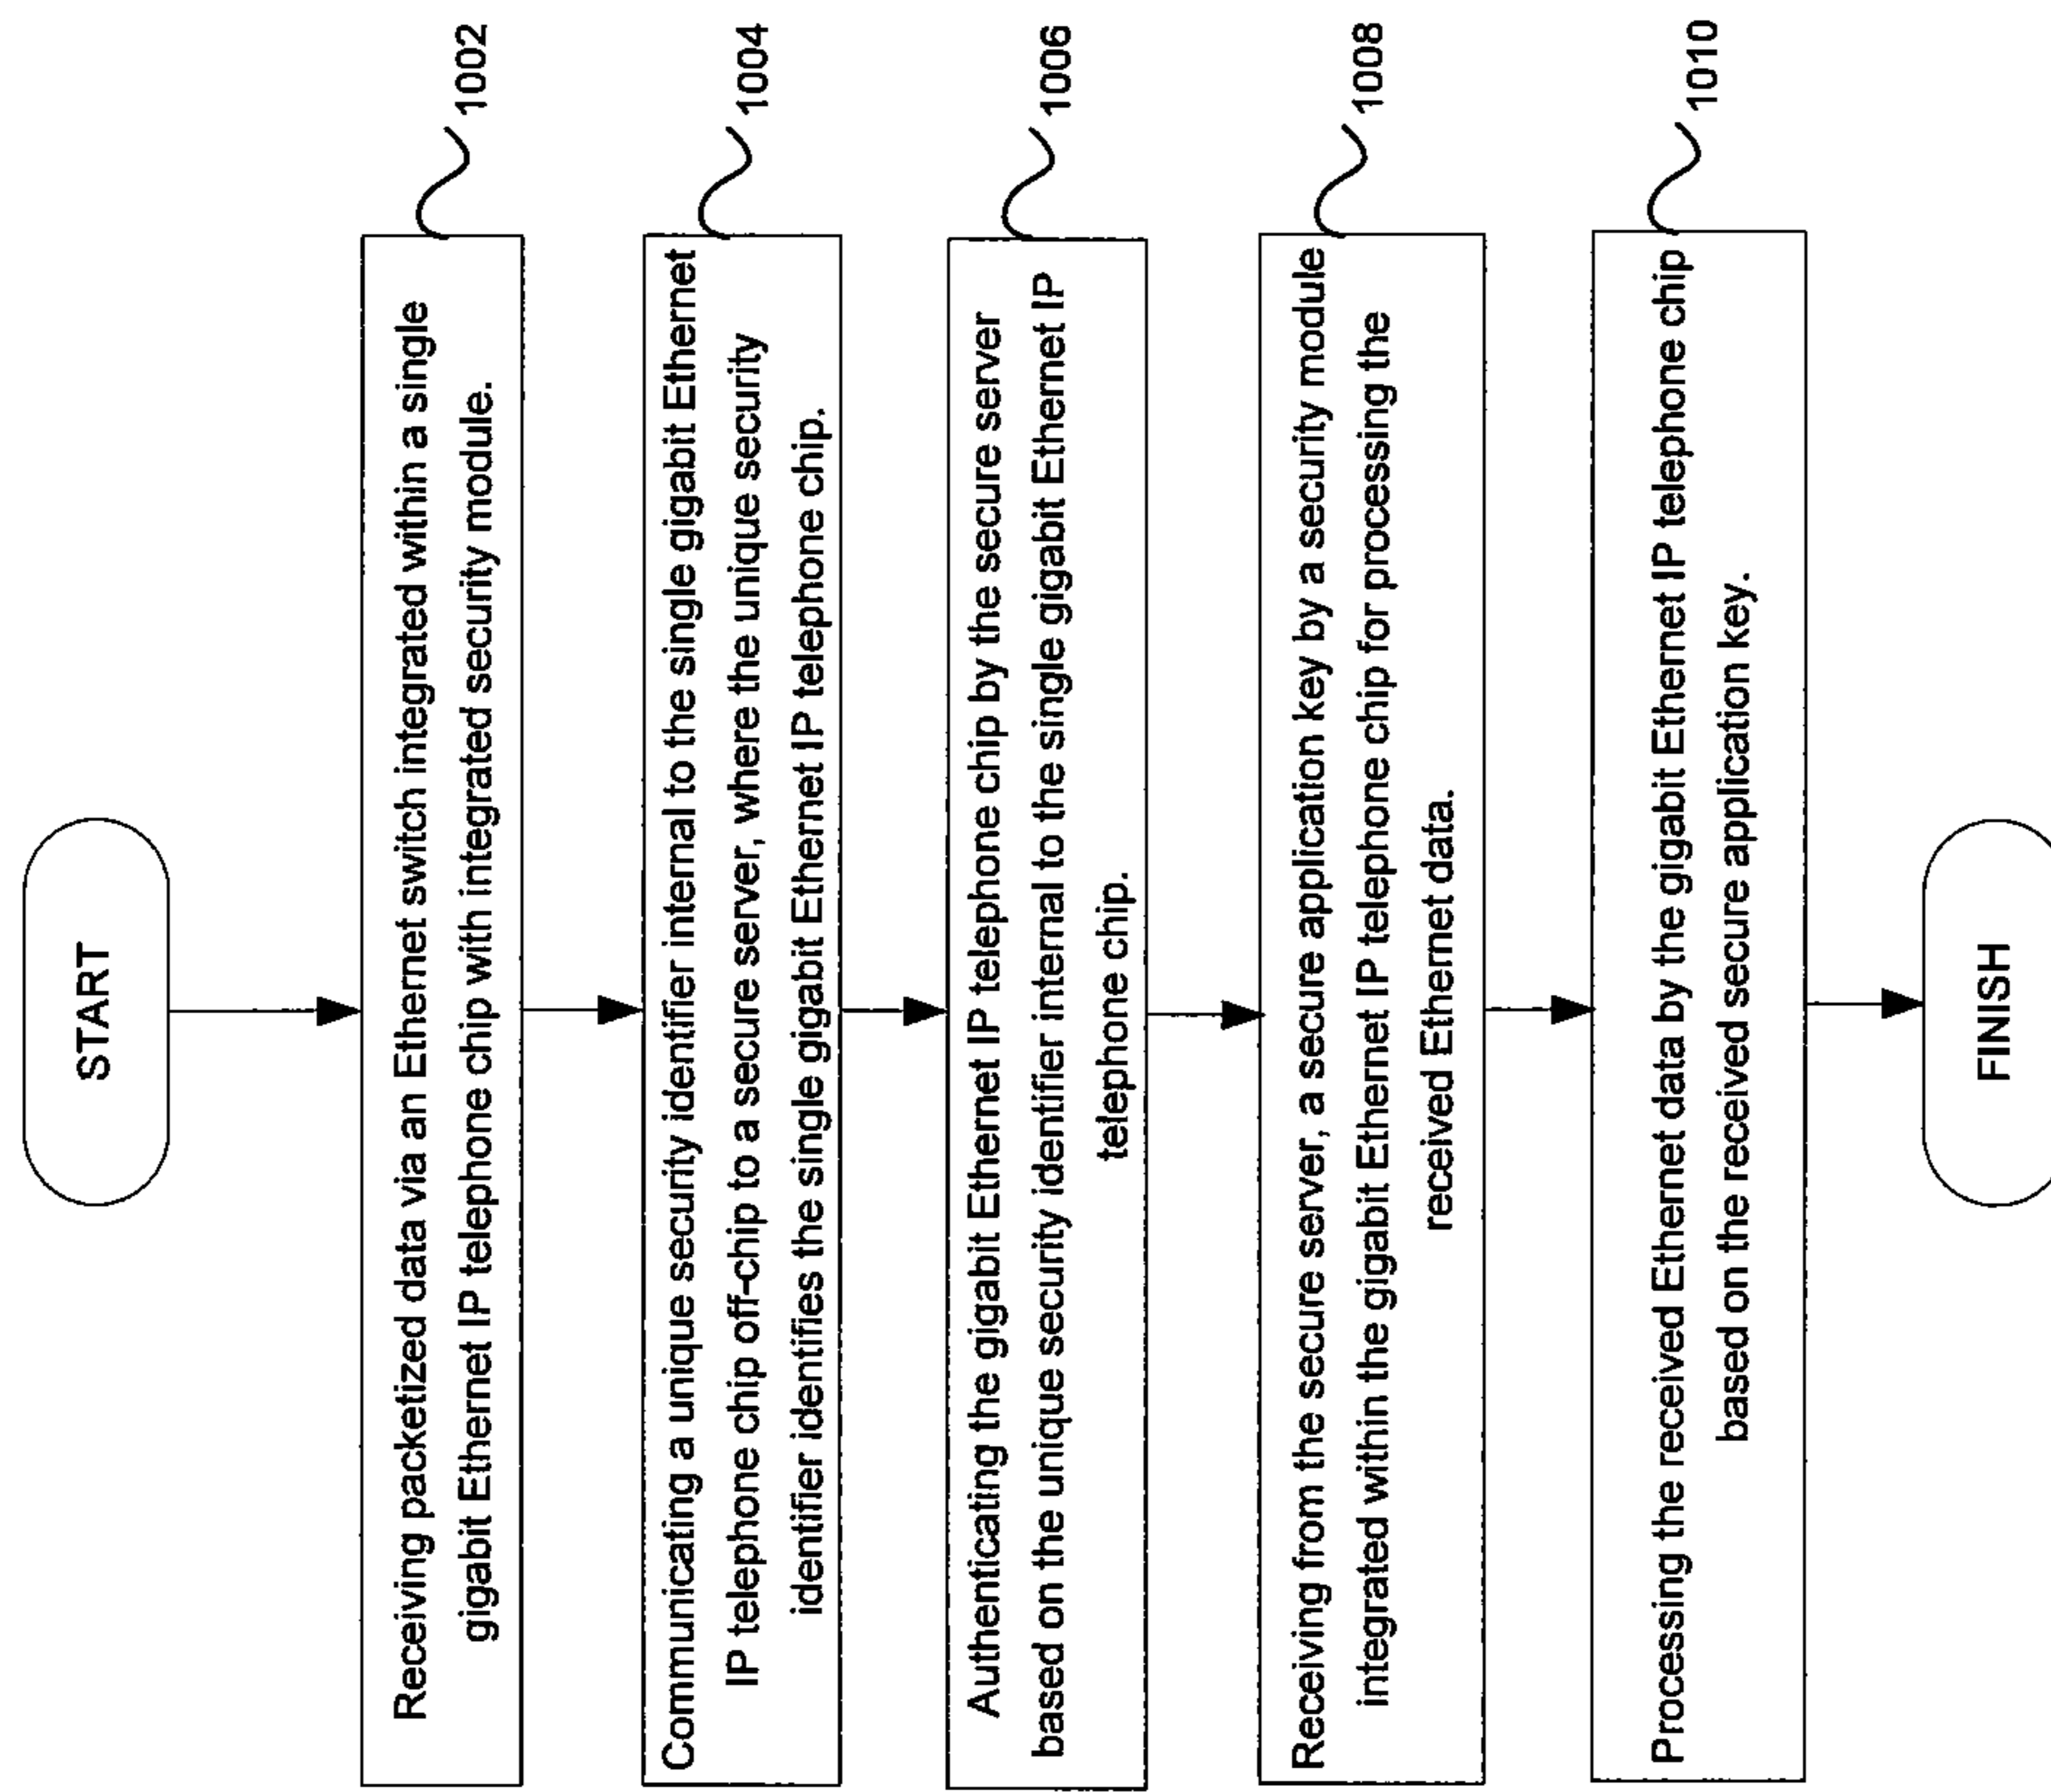 START
Receiving packetized data via an Ethernet switch integrated within a single
gigabit Ethernet IP telephone chip with integrated security module.
1002
Communicating a unique security identifier internal to the single gigabit Ethernet
IP telephone chip off-chip to a secure server, where the unique security
identifier identifies the single gigabit Ethernet IP telephone chip.
1004
Authenticating the gigabit Ethernet IP telephone chip by the secure server
based on the unique security identifier internal to the single gigabit Ethernet IP
telephone chip.
1006
Receiving from the secure server, a secure application key by a security module
integrated within the gigabit Ethernet IP telephone chip for processing the
received Ethernet data.
1008
Processing the received Ethernet data by the gigabit Ethernet IP telephone chip
based on the received secure application key.
1010
FINISH